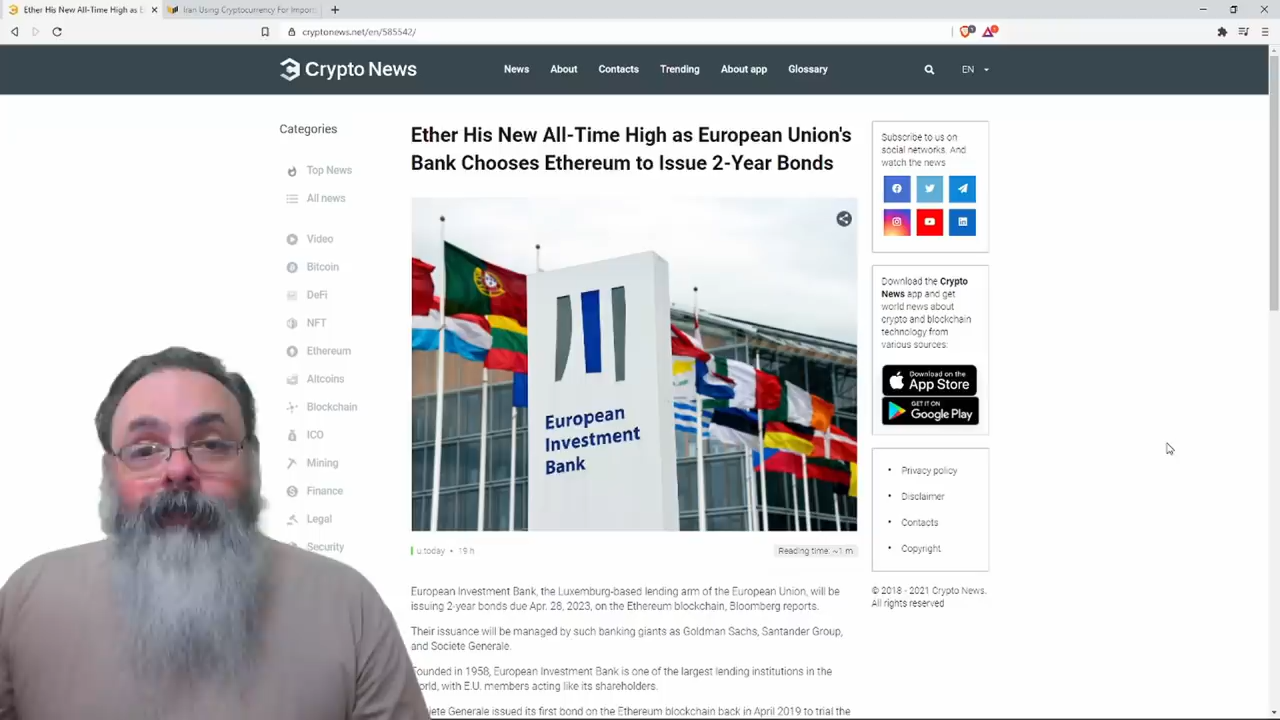 Ether His New All-Time High as E
Iran Using Cryptocurrency For Impor
cryptonews.net/en/585542/
Crypto News
News
About
Contacts
Trending
About app
Glossary
EN
Categories
Top News
All news
Video
Bitcoin
DeFi
NFT
Ethereum
Altcoins
Blockchain
ICO
Mining
Finance
Legal
Security
Ether His New All-Time High as European Union's
Bank Chooses Ethereum to Issue 2-Year Bonds
European
Investment
Bank
u.today • 19 h
Reading time: ~1 m
European Investment Bank, the Luxemburg-based lending arm of the European Union, will be
issuing 2-year bonds due Apr. 28, 2023, on the Ethereum blockchain, Bloomberg reports.
Their issuance will be managed by such banking giants as Goldman Sachs, Santander Group,
and Societe Generale.
Founded in 1958, European Investment Bank is one of the largest lending institutions in the
world, with E.U. members acting like its shareholders.
Generale issued its first bond on the Ethereum blockchain back in April 2019 to trial the
Subscribe to us on
social networks. And
watch the news
Download the Crypto
News app and get
world news about
crypto and blockchain
technology from
various sources:
Download on the
App Store
GET IT ON
Google Play
Privacy policy
Disclaimer
Contacts
Copyright
© 2018 - 2021 Crypto News.
All rights reserved